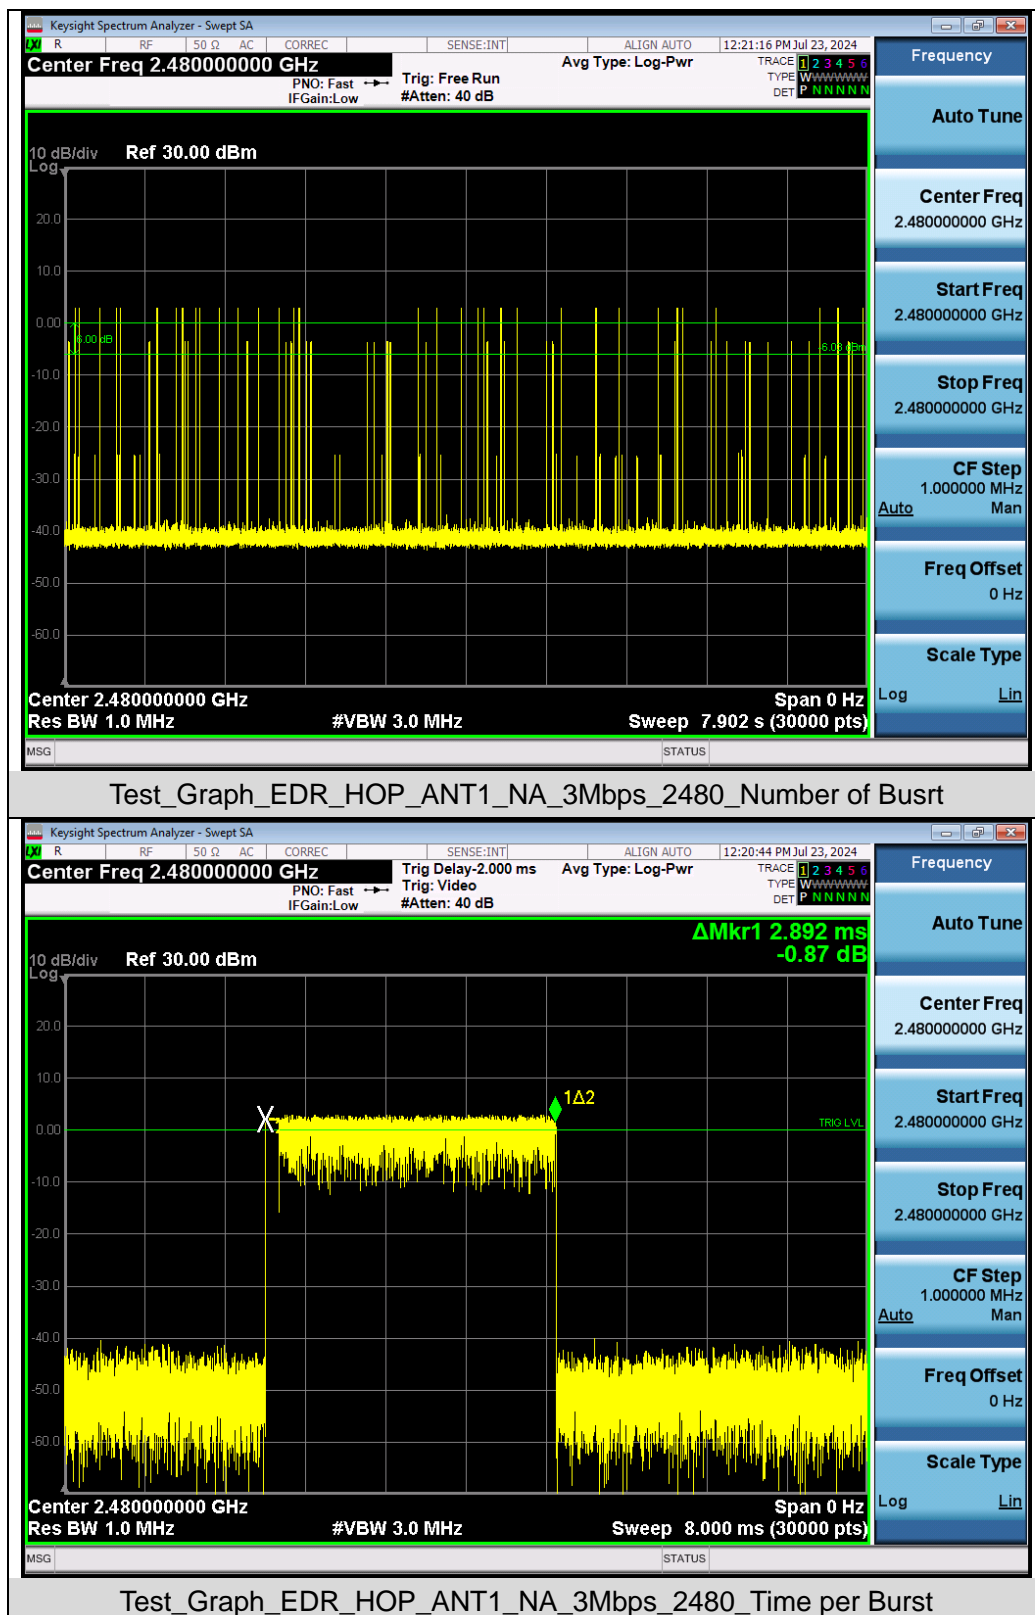 Keysight Spectrum Analyzer - Swept SA
LXI R RF 50 Ω AC CORREC SENSE:INT ALIGN AUTO 12:21:16 PM Jul 23, 2024
Center Freq 2.480000000 GHz
PNO: Fast
IFGain:Low
Trig: Free Run
#Atten: 40 dB
Avg Type: Log-Pwr
TRACE 1 2 3 4 5 6
TYPE WWWWWW
DET P N N N N N
10 dB/div Ref 30.00 dBm
Log
20.0
10.0
0.00
6.00 dB
-10.0
-20.0
-30.0
-40.0
-50.0
-60.0
Center 2.480000000 GHz Span 0 Hz
Res BW 1.0 MHz #VBW 3.0 MHz Sweep 7.902 s (30000 pts)
MSG STATUS
Frequency
Auto Tune
Center Freq
2.480000000 GHz
Start Freq
2.480000000 GHz
Stop Freq
2.480000000 GHz
CF Step
1.000000 MHz
Auto Man
Freq Offset
0 Hz
Scale Type
Log Lin
Test_Graph_EDR_HOP_ANT1_NA_3Mbps_2480_Number of Busrt
Keysight Spectrum Analyzer - Swept SA
LXI R RF 50 Ω AC CORREC SENSE:INT ALIGN AUTO 12:20:44 PM Jul 23, 2024
Center Freq 2.480000000 GHz
PNO: Fast
IFGain:Low
Trig Delay-2.000 ms
Trig: Video
#Atten: 40 dB
Avg Type: Log-Pwr
TRACE 1 2 3 4 5 6
TYPE WWWWWW
DET P N N N N N
ΔMkr1 2.892 ms
-0.87 dB
10 dB/div Ref 30.00 dBm
Log
20.0
10.0
0.00
-10.0
-20.0
-30.0
-40.0
-50.0
-60.0
X
1Δ2
TRIG LVL
Center 2.480000000 GHz Span 0 Hz
Res BW 1.0 MHz #VBW 3.0 MHz Sweep 8.000 ms (30000 pts)
MSG STATUS
Frequency
Auto Tune
Center Freq
2.480000000 GHz
Start Freq
2.480000000 GHz
Stop Freq
2.480000000 GHz
CF Step
1.000000 MHz
Auto Man
Freq Offset
0 Hz
Scale Type
Log Lin
Test_Graph_EDR_HOP_ANT1_NA_3Mbps_2480_Time per Burst